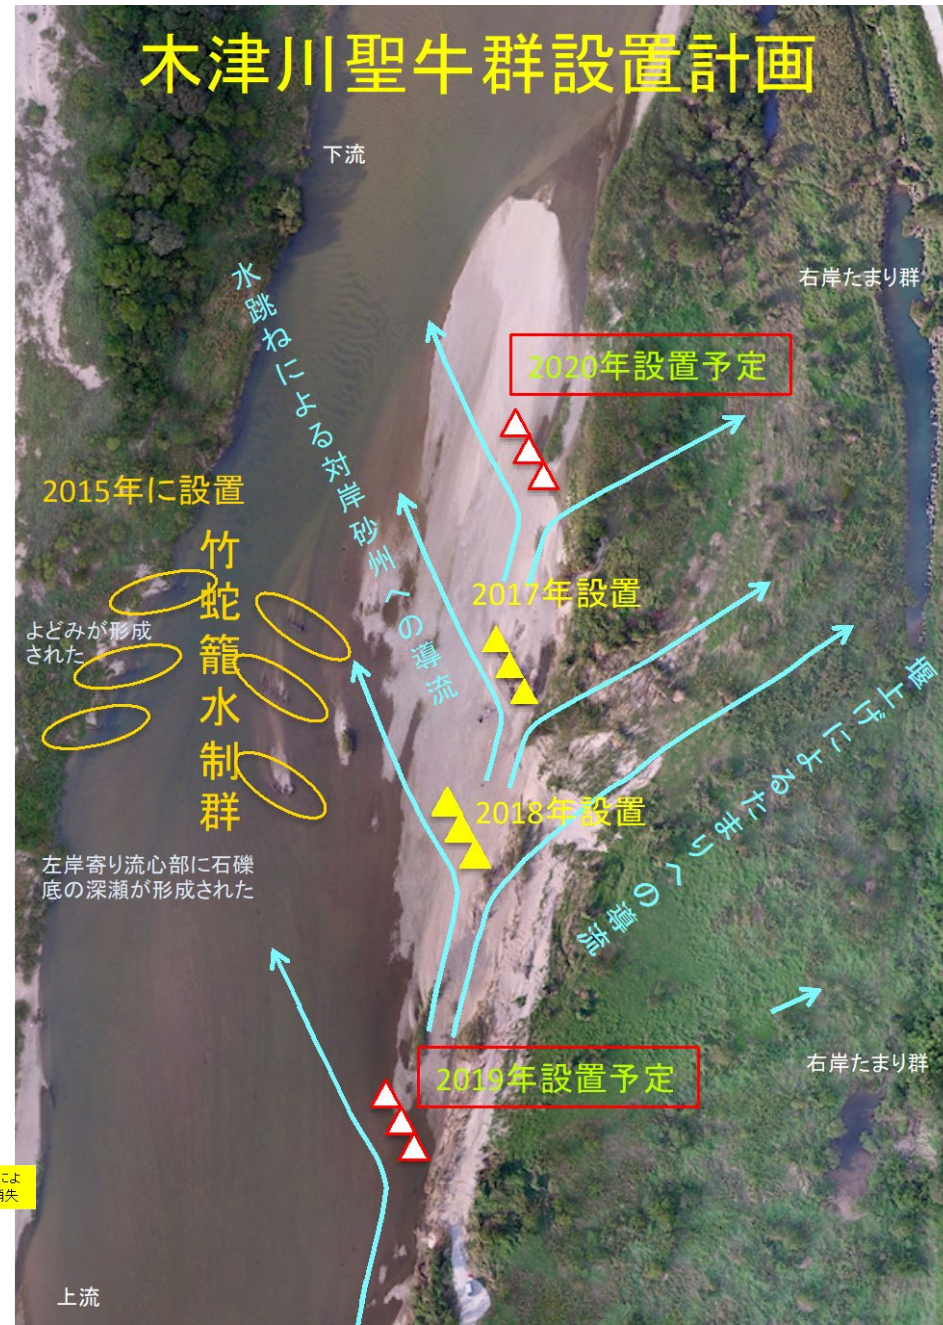 木津川聖牛群設置計画
下流
右岸たまり群
水跳ねによる対岸砂州への導流
2020年設置予定
2015年に設置
竹蛇籠水制群
2017年設置
よどみが形成
された
堰上げによるたまりへの導流
2018年設置
左岸寄り流心部に石礫
底の深瀬が形成された
2019年設置予定
右岸たまり群
によ
消失
上流